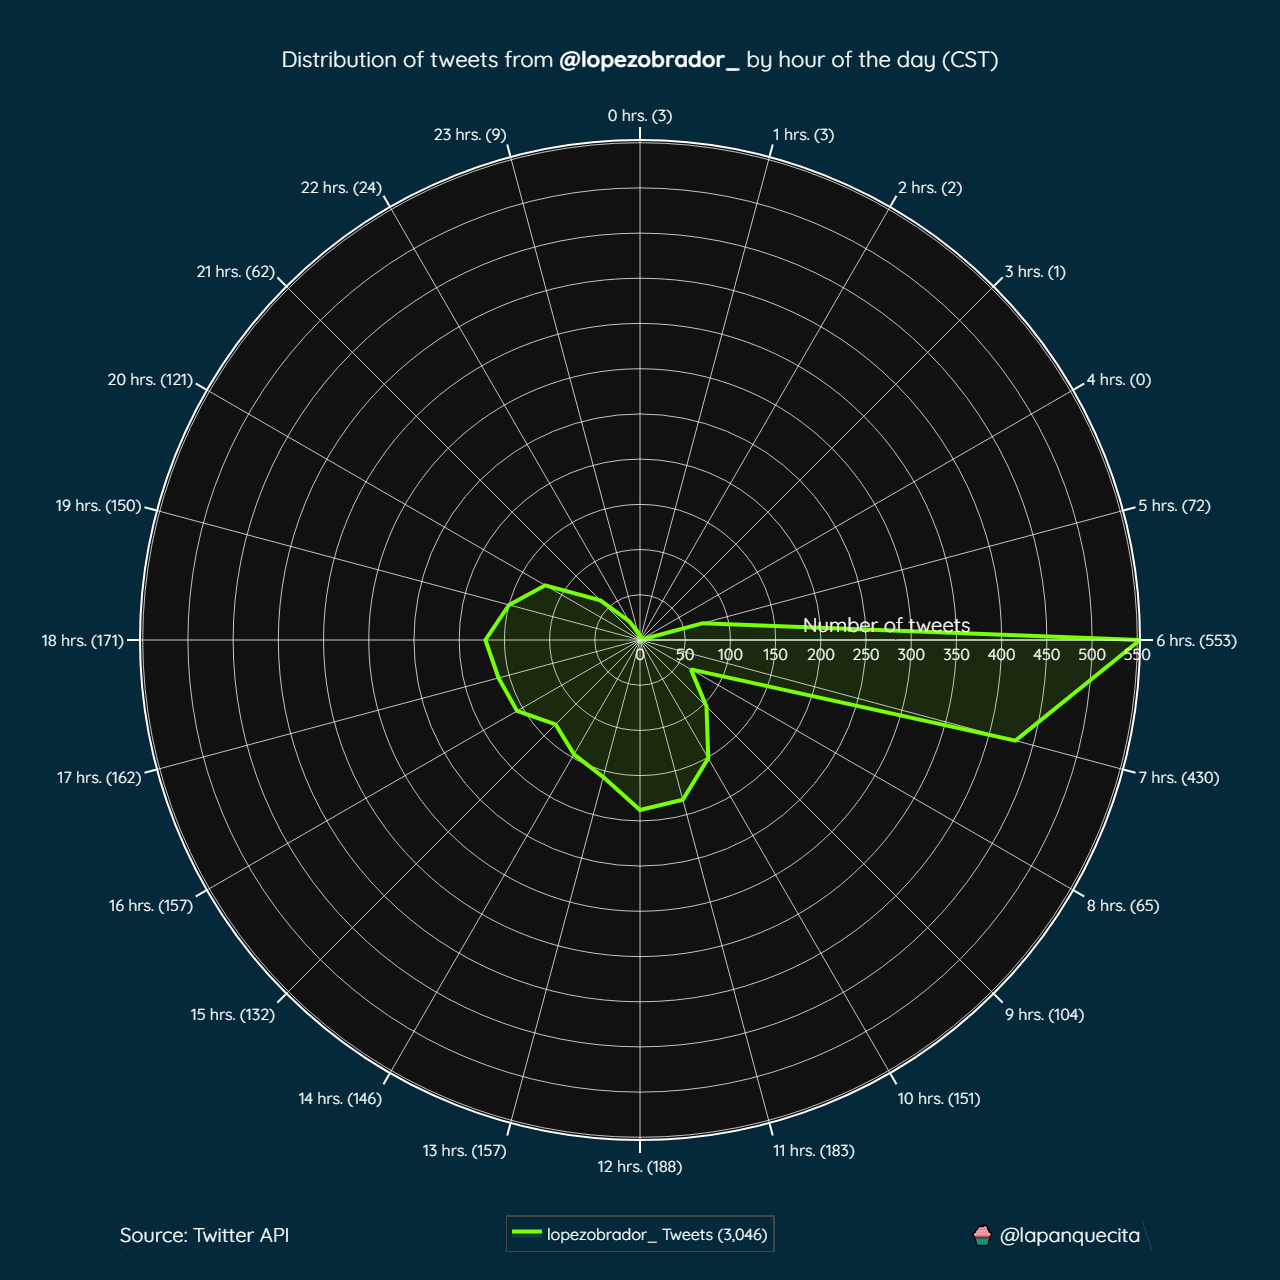 Distribution of tweets from @lopezobrador_ by hour of the day (CST)
0 hrs. (3)
1 hrs. (3)
2 hrs. (2)
3 hrs. (1)
4 hrs. (0)
5 hrs. (72)
6 hrs. (553)
7 hrs. (430)
8 hrs. (65)
9 hrs. (104)
10 hrs. (151)
11 hrs. (183)
12 hrs. (188)
13 hrs. (157)
14 hrs. (146)
15 hrs. (132)
16 hrs. (157)
17 hrs. (162)
18 hrs. (171)
19 hrs. (150)
20 hrs. (121)
21 hrs. (62)
22 hrs. (24)
23 hrs. (9)
Number of tweets
0 50 100 150 200 250 300 350 400 450 500 550
Source: Twitter API
lopezobrador_ Tweets (3,046)
@lapanquecita